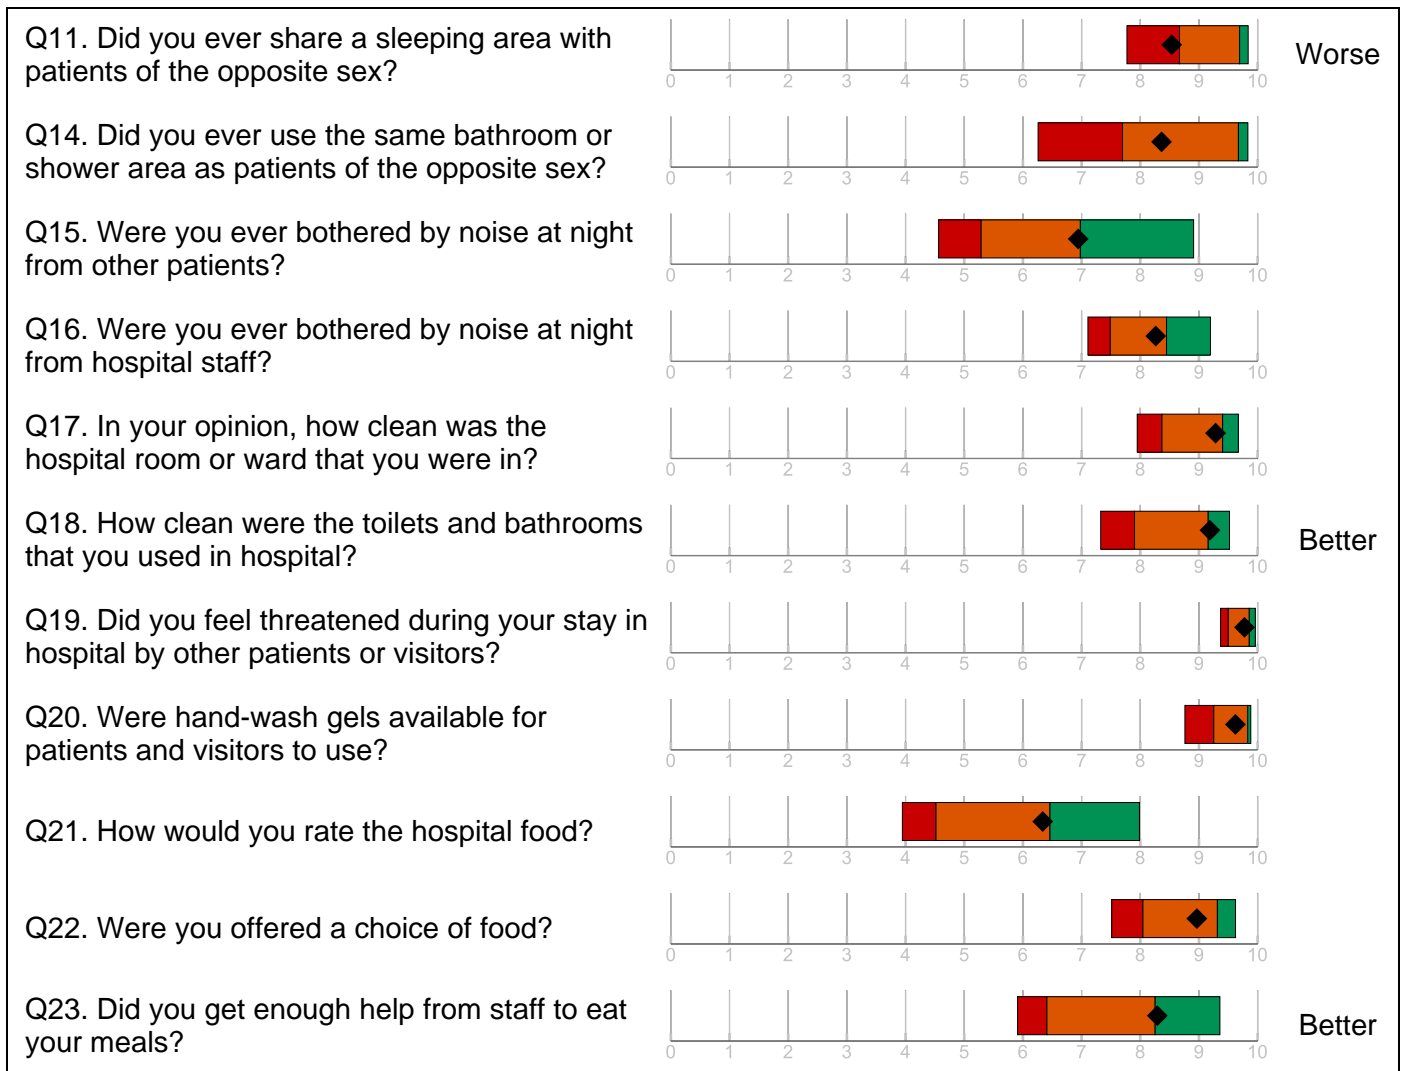 Q11. Did you ever share a sleeping area with
patients of the opposite sex?
0 1 2 3 4 5 6 7 8 9 10
Worse
Q14. Did you ever use the same bathroom or
shower area as patients of the opposite sex?
0 1 2 3 4 5 6 7 8 9 10
Q15. Were you ever bothered by noise at night
from other patients?
0 1 2 3 4 5 6 7 8 9 10
Q16. Were you ever bothered by noise at night
from hospital staff?
0 1 2 3 4 5 6 7 8 9 10
Q17. In your opinion, how clean was the
hospital room or ward that you were in?
0 1 2 3 4 5 6 7 8 9 10
Q18. How clean were the toilets and bathrooms
that you used in hospital?
0 1 2 3 4 5 6 7 8 9 10
Better
Q19. Did you feel threatened during your stay in
hospital by other patients or visitors?
0 1 2 3 4 5 6 7 8 9 10
Q20. Were hand-wash gels available for
patients and visitors to use?
0 1 2 3 4 5 6 7 8 9 10
Q21. How would you rate the hospital food?
0 1 2 3 4 5 6 7 8 9 10
Q22. Were you offered a choice of food?
0 1 2 3 4 5 6 7 8 9 10
Q23. Did you get enough help from staff to eat
your meals?
0 1 2 3 4 5 6 7 8 9 10
Better